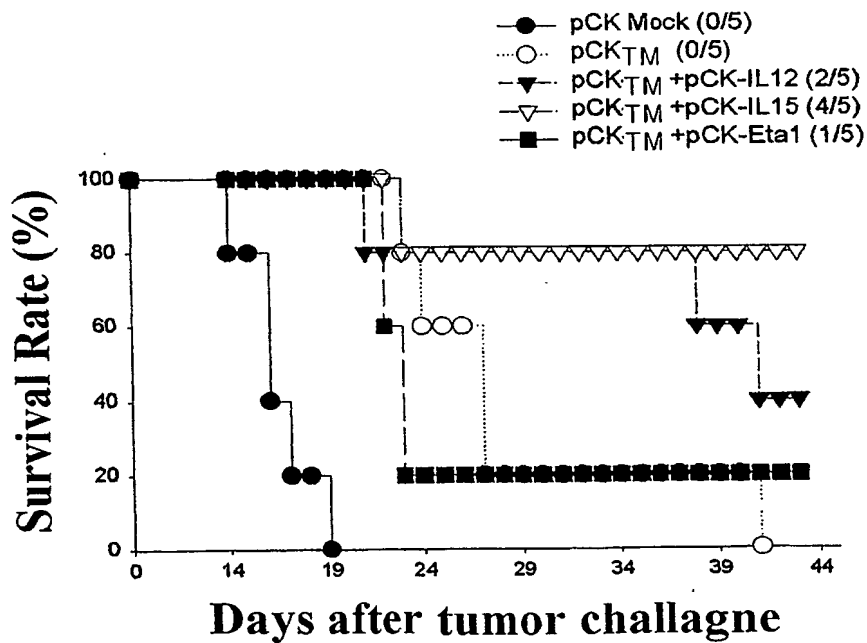 pCK Mock (0/5)
pCKTM (0/5)
pCKTM +pCK-IL12 (2/5)
pCKTM +pCK-IL15 (4/5)
pCKTM +pCK-Eta1 (1/5)
Survival Rate (%)
100
80
60
40
20
0
0 14 19 24 29 34 39 44
Days after tumor challagne